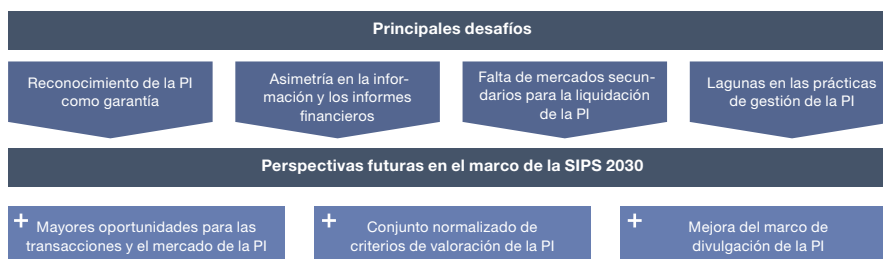 Principales desafíos
Reconocimiento de la PI
como garantía
Asimetría en la infor-
mación y los informes
financieros
Falta de mercados secun-
darios para la liquidación
de la PI
Lagunas en las prácticas
de gestión de la PI
Perspectivas futuras en el marco de la SIPS 2030
+
Mayores oportunidades para las
transacciones y el mercado de la PI
+
Conjunto normalizado de
criterios de valoración de la PI
+
Mejora del marco de
divulgación de la PI